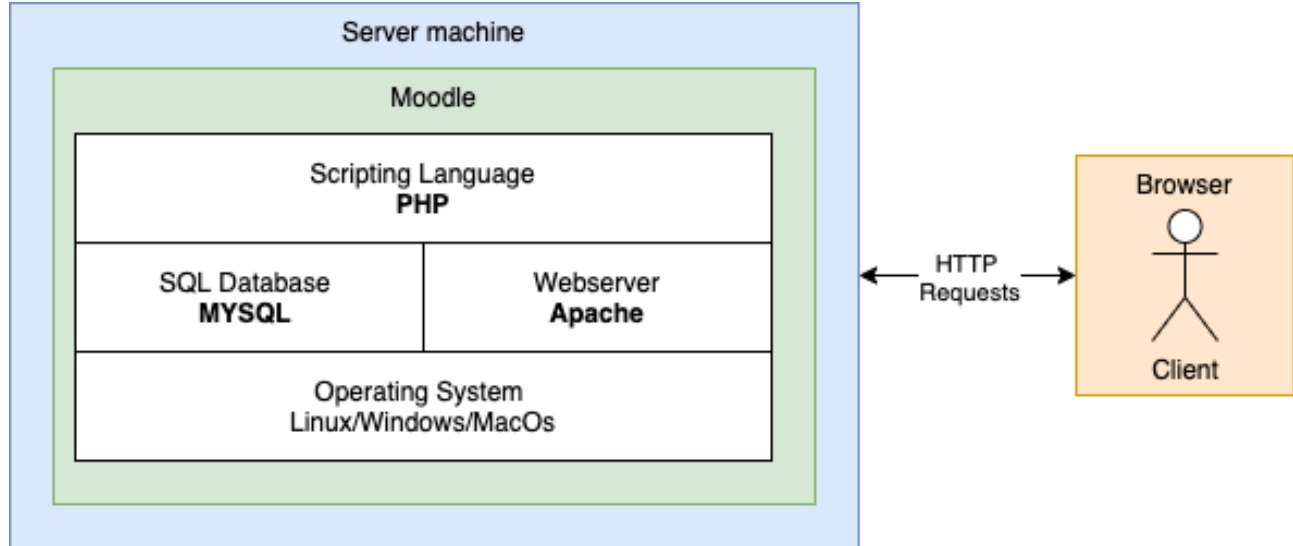 Server machine
Moodle
Scripting Language
PHP
SQL Database
MYSQL
Webserver
Apache
Operating System
Linux/Windows/MacOs
HTTP
Requests
Browser
Client